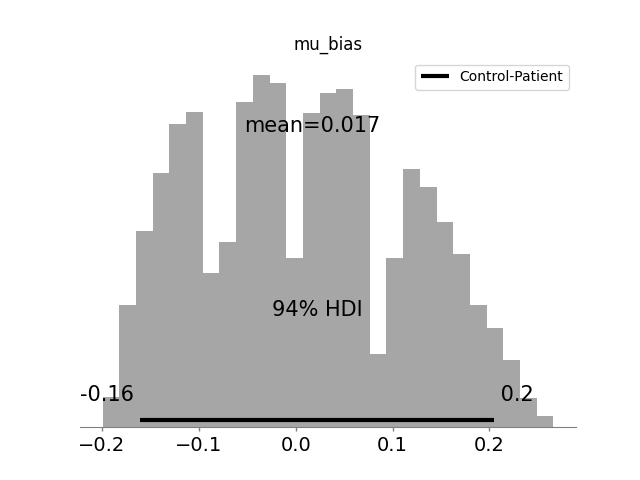 mu_bias
Control-Patient
mean=0.017
94% HDI
-0.16 0.2
−0.2 −0.1 0.0 0.1 0.2